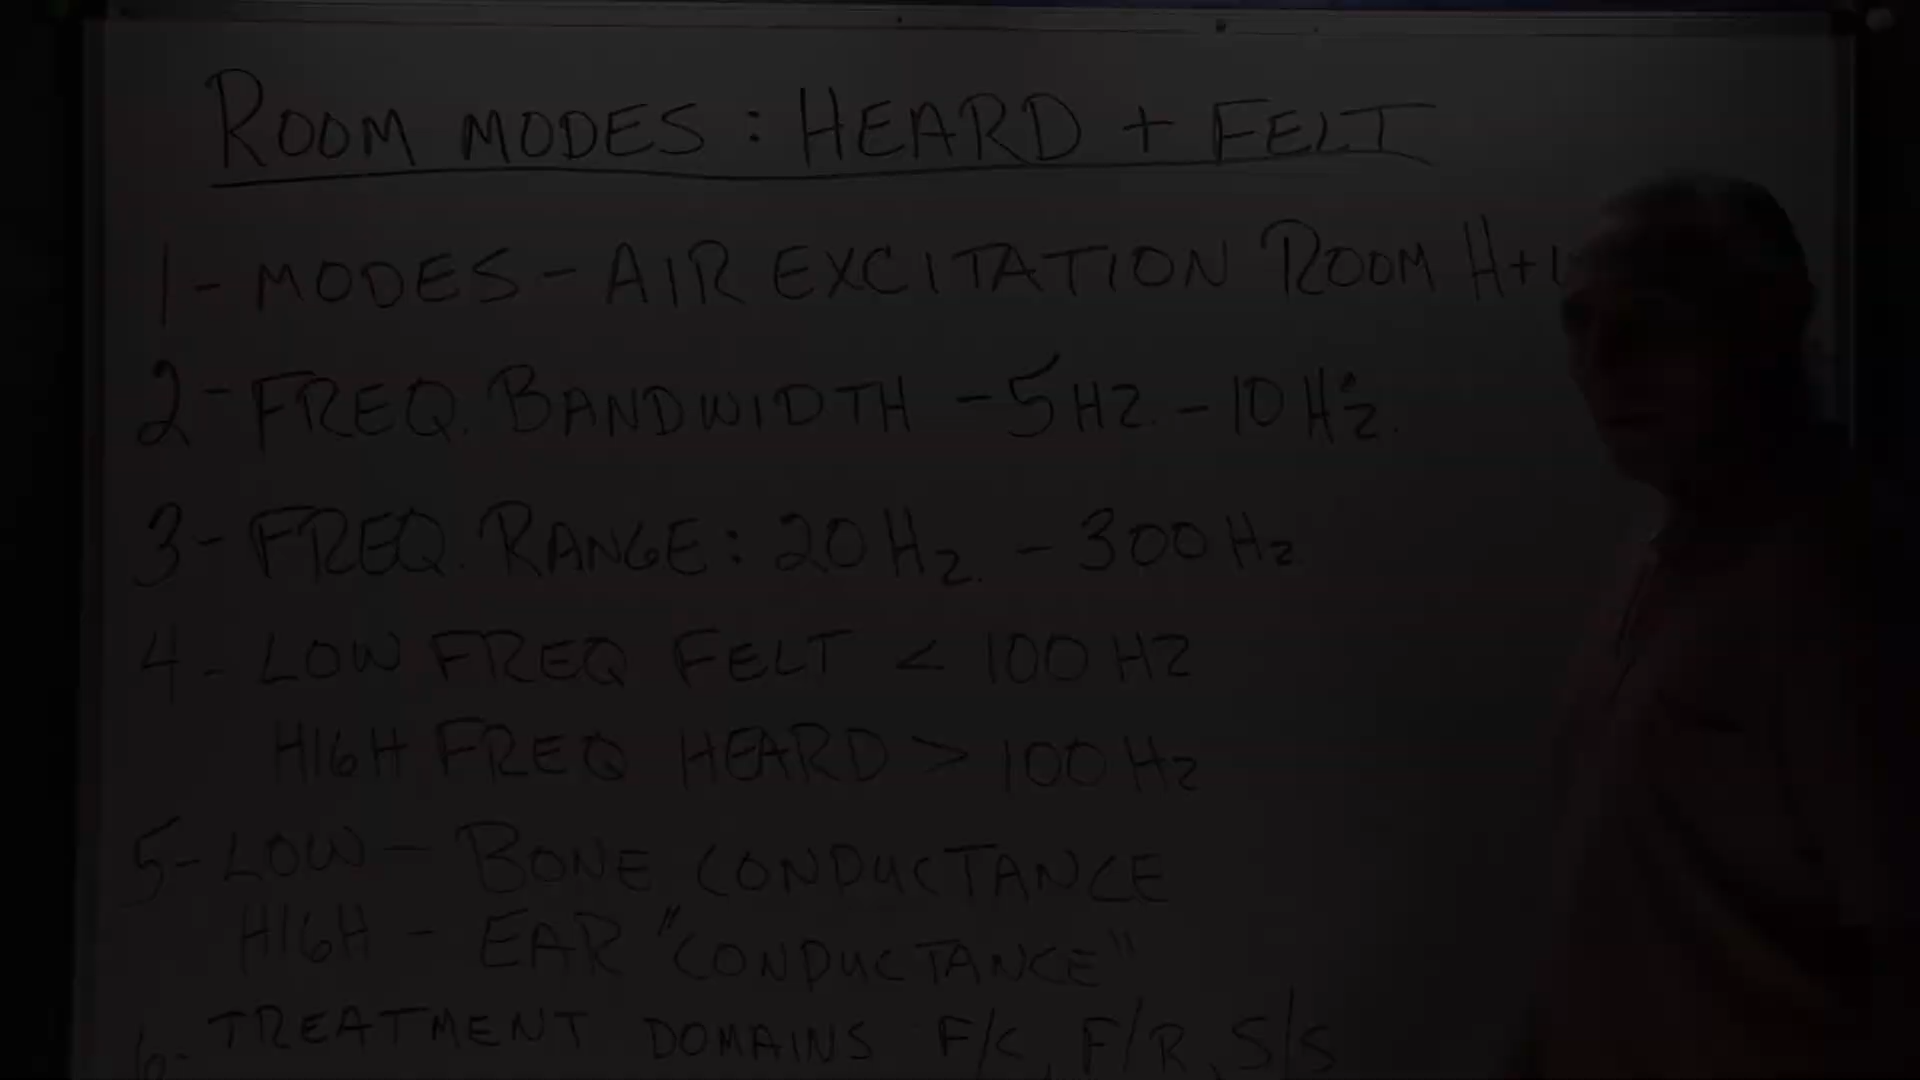 ROOM MODES : HEARD + FELT
1 - MODES - AIR EXCITATION ROOM H+
2 - FREQ. BANDWIDTH - 5 HZ. - 10 HZ.
3 - FREQ. RANGE : 20 Hz. - 300 Hz
4 - LOW FREQ FELT < 100 HZ
HIGH FREQ HEARD > 100 Hz
5 - LOW - BONE CONDUCTANCE
HIGH - EAR "CONDUCTANCE"
6 - TREATMENT DOMAINS F/C, F/R, S/S